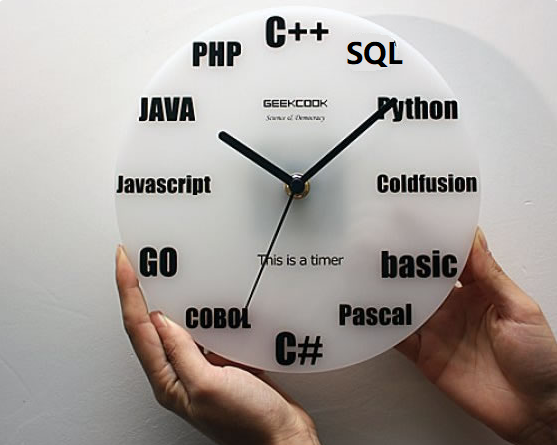 C++
PHP
SQL
JAVA
GEEKCOOK
Python
Science & Democracy
Javascript
Coldfusion
GO
This is a timer
basic
COBOL
Pascal
C#